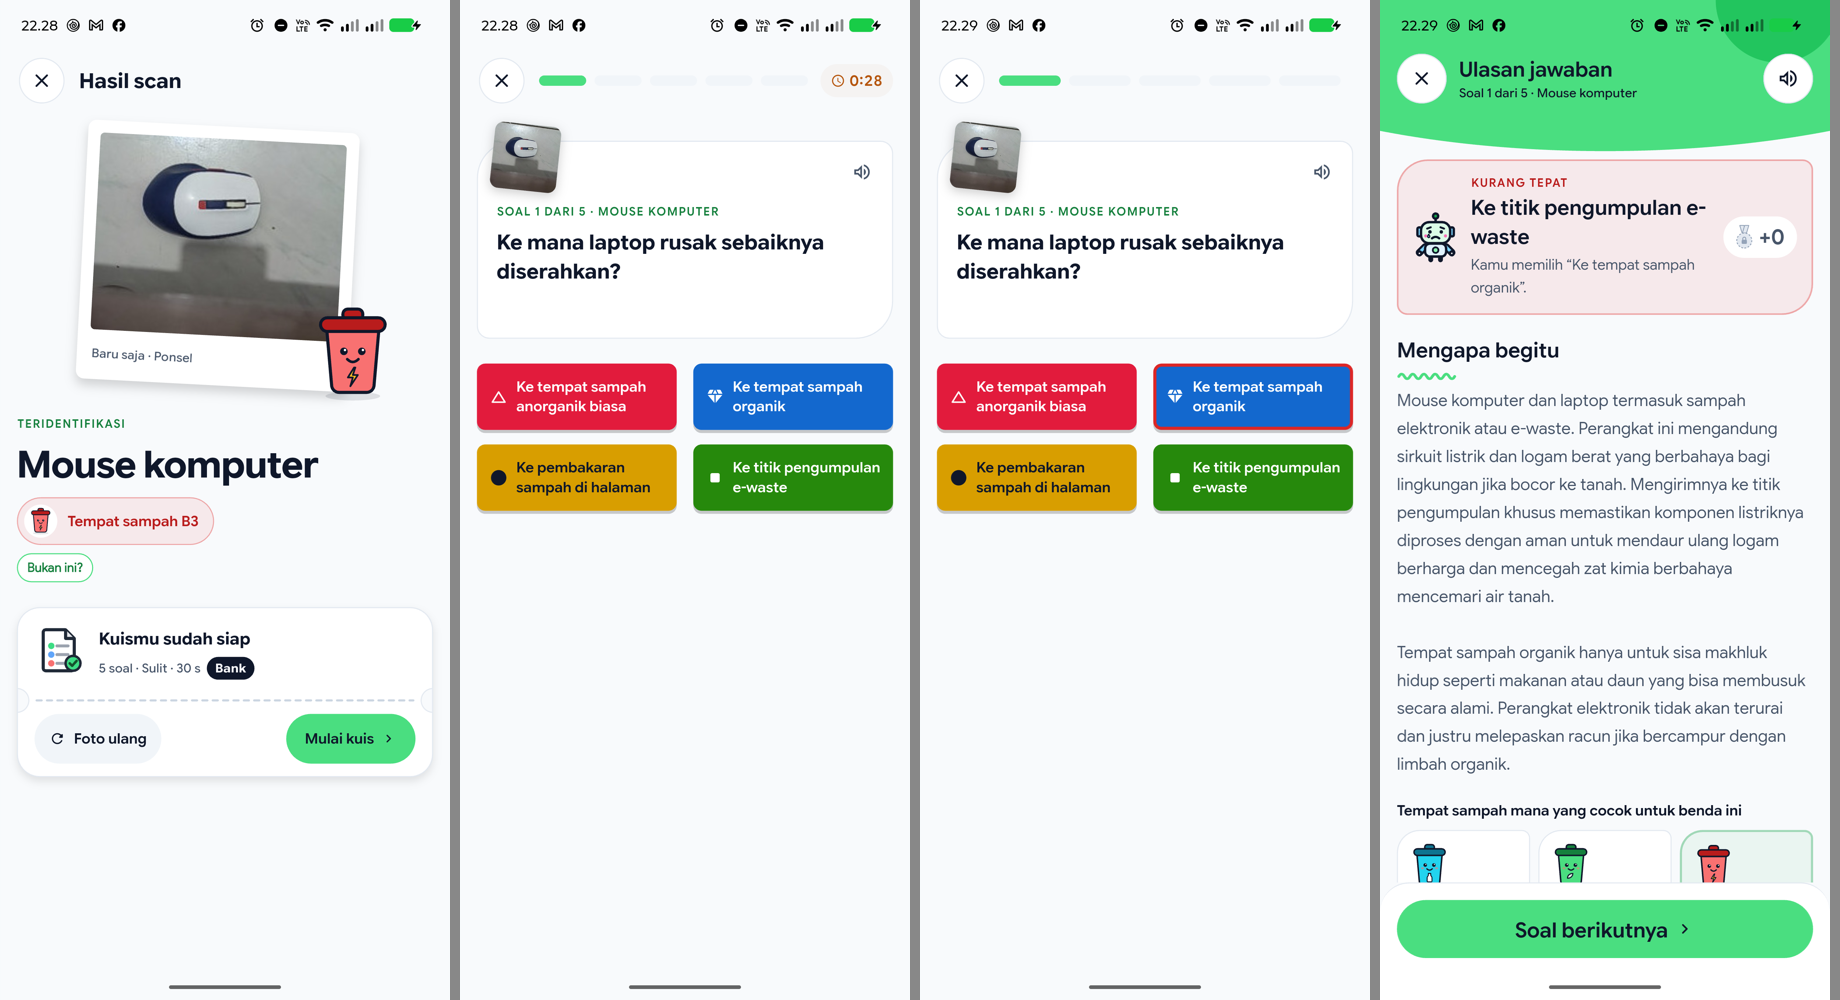 22.28
Hasil scan
Baru saja · Ponsel
TERIDENTIFIKASI
Mouse komputer
Tempat sampah B3
Bukan ini?
Kuismu sudah siap
5 soal · Sulit · 30 s Bank
Foto ulang
Mulai kuis
22.28
0:28
SOAL 1 DARI 5 · MOUSE KOMPUTER
Ke mana laptop rusak sebaiknya
diserahkan?
Ke tempat sampah
anorganik biasa
Ke tempat sampah
organik
Ke pembakaran
sampah di halaman
Ke titik pengumpulan
e-waste
22.29
SOAL 1 DARI 5 · MOUSE KOMPUTER
Ke mana laptop rusak sebaiknya
diserahkan?
Ke tempat sampah
anorganik biasa
Ke tempat sampah
organik
Ke pembakaran
sampah di halaman
Ke titik pengumpulan
e-waste
22.29
Ulasan jawaban
Soal 1 dari 5 · Mouse komputer
KURANG TEPAT
Ke titik pengumpulan e-
waste
+0
Kamu memilih “Ke tempat sampah
organik”.
Mengapa begitu
Mouse komputer dan laptop termasuk sampah
elektronik atau e-waste. Perangkat ini mengandung
sirkuit listrik dan logam berat yang berbahaya bagi
lingkungan jika bocor ke tanah. Mengirimnya ke titik
pengumpulan khusus memastikan komponen listriknya
diproses dengan aman untuk mendaur ulang logam
berharga dan mencegah zat kimia berbahaya
mencemari air tanah.
Tempat sampah organik hanya untuk sisa makhluk
hidup seperti makanan atau daun yang bisa membusuk
secara alami. Perangkat elektronik tidak akan terurai
dan justru melepaskan racun jika bercampur dengan
limbah organik.
Tempat sampah mana yang cocok untuk benda ini
Soal berikutnya